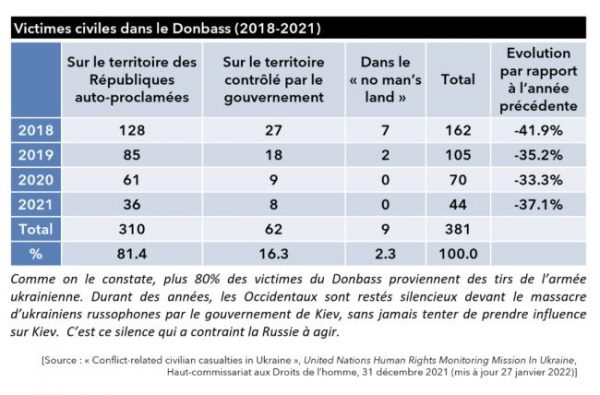 Victimes civiles dans le Donbass (2018-2021)
Sur le territoire des Républiques auto-proclamées Sur le territoire contrôlé par le gouvernement Dans le « no man's land » Total Evolution par rapport à l'année précédente
2018 128 27 7 162 -41.9%
2019 85 18 2 105 -35.2%
2020 61 9 0 70 -33.3%
2021 36 8 0 44 -37.1%
Total 310 62 9 381
% 81.4 16.3 2.3 100.0
Comme on le constate, plus 80% des victimes du Donbass proviennent des tirs de l'armée
ukrainienne. Durant des années, les Occidentaux sont restés silencieux devant le massacre
d'ukrainiens russophones par le gouvernement de Kiev, sans jamais tenter de prendre influence
sur Kiev. C'est ce silence qui a contraint la Russie à agir.
[Source : « Conflict-related civilian casualties in Ukraine », United Nations Human Rights Monitoring Mission In Ukraine,
Haut-commissariat aux Droits de l'homme, 31 décembre 2021 (mis à jour 27 janvier 2022)]